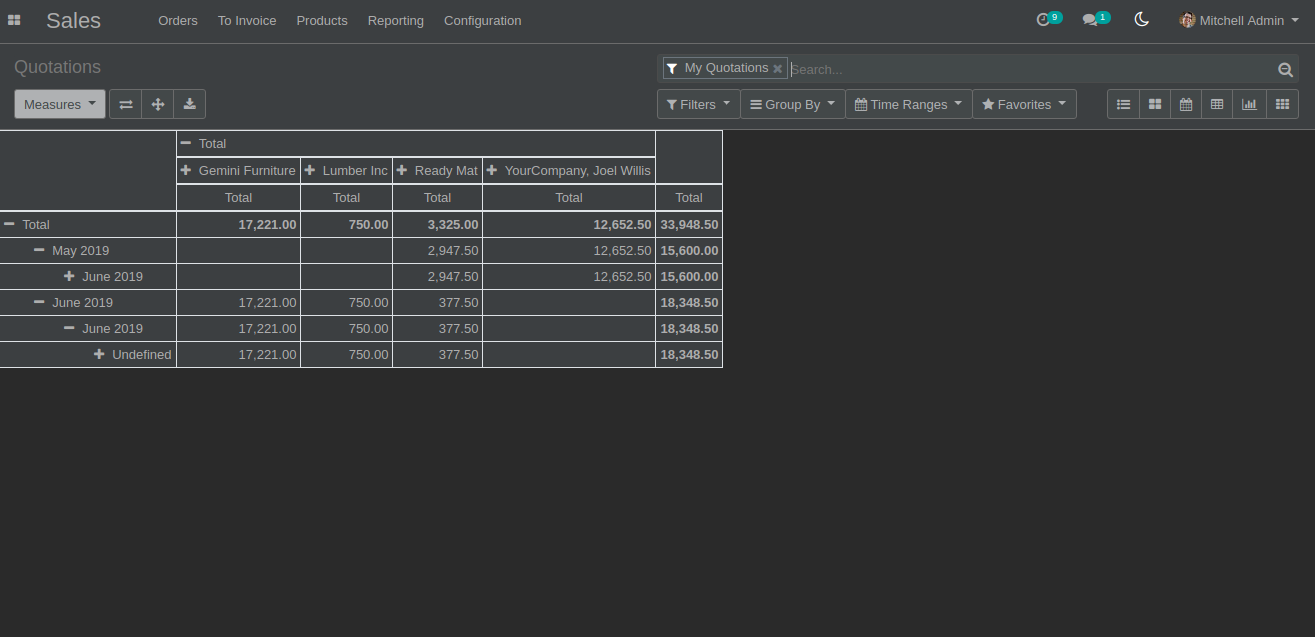 Sales Orders To Invoice Products Reporting Configuration 9 1 Mitchell Admin
Quotations My Quotations Search...
Measures Filters Group By Time Ranges Favorites
Total
Gemini Furniture Lumber Inc Ready Mat YourCompany, Joel Willis
Total Total Total Total Total
Total 17,221.00 750.00 3,325.00 12,652.50 33,948.50
May 2019 2,947.50 12,652.50 15,600.00
June 2019 2,947.50 12,652.50 15,600.00
June 2019 17,221.00 750.00 377.50 18,348.50
June 2019 17,221.00 750.00 377.50 18,348.50
Undefined 17,221.00 750.00 377.50 18,348.50